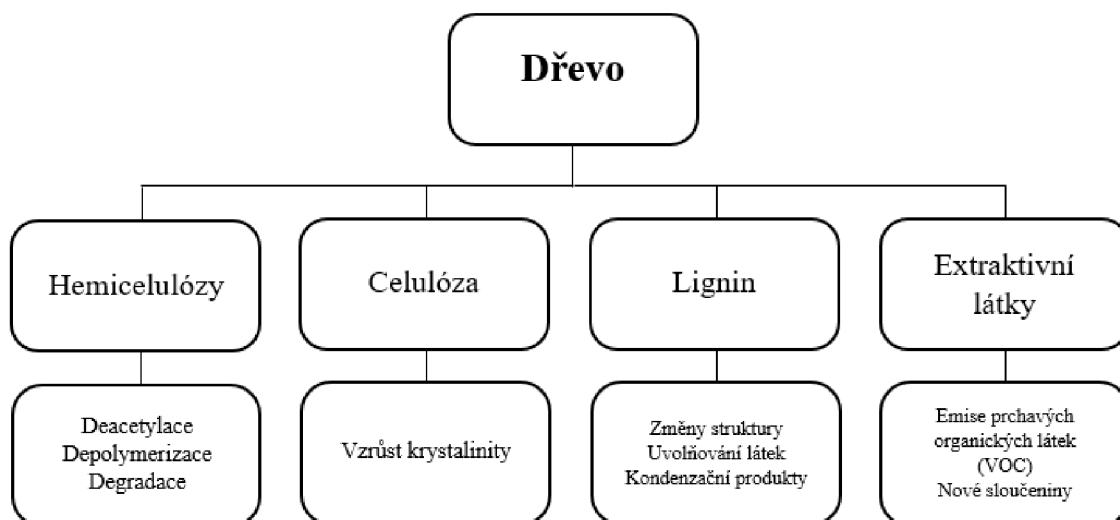 Dřevo
Hemicelulózy
Celulóza
Lignin
Extraktivní
látky
Deacetylace
Depolymerizace
Degradace
Vzrůst krystalinity
Změny struktury
Uvolňování látek
Kondenzační produkty
Emise prchavých
organických látek
(VOC)
Nové sloučeniny